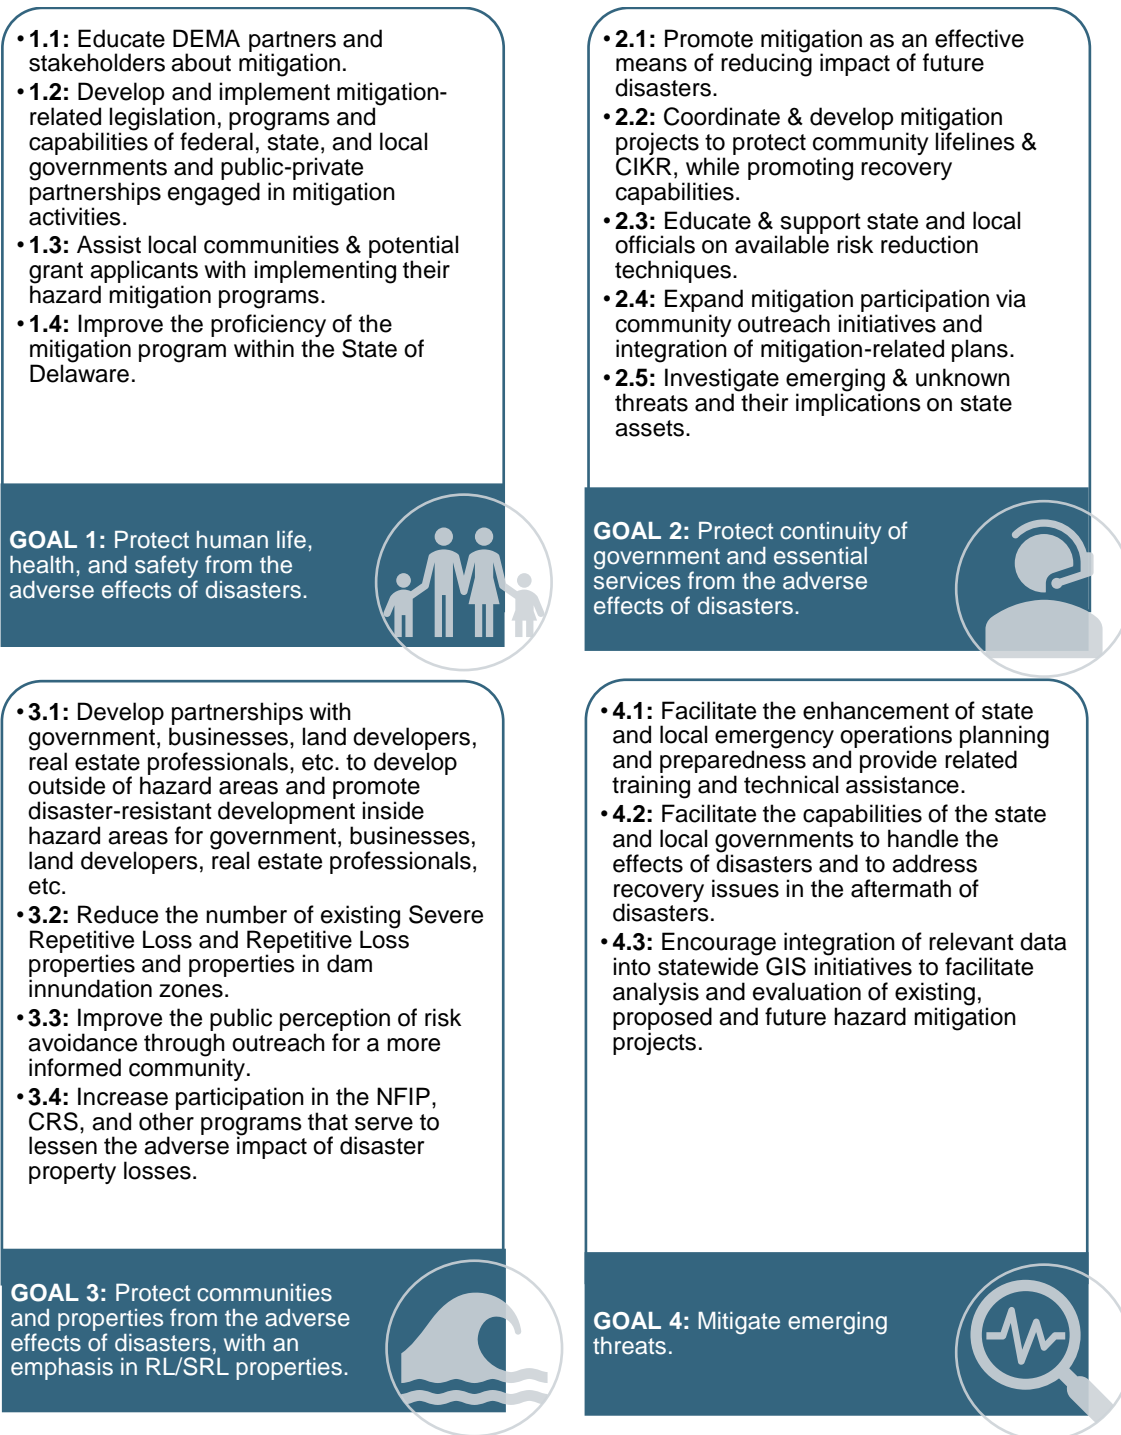 • 1.1: Educate DEMA partners and
stakeholders about mitigation.
• 1.2: Develop and implement mitigation-
related legislation, programs and
capabilities of federal, state, and local
governments and public-private
partnerships engaged in mitigation
activities.
• 1.3: Assist local communities & potential
grant applicants with implementing their
hazard mitigation programs.
• 1.4: Improve the proficiency of the
mitigation program within the State of
Delaware.
GOAL 1: Protect human life,
health, and safety from the
adverse effects of disasters.
• 2.1: Promote mitigation as an effective
means of reducing impact of future
disasters.
• 2.2: Coordinate & develop mitigation
projects to protect community lifelines &
CIKR, while promoting recovery
capabilities.
• 2.3: Educate & support state and local
officials on available risk reduction
techniques.
• 2.4: Expand mitigation participation via
community outreach initiatives and
integration of mitigation-related plans.
• 2.5: Investigate emerging & unknown
threats and their implications on state
assets.
GOAL 2: Protect continuity of
government and essential
services from the adverse
effects of disasters.
• 3.1: Develop partnerships with
government, businesses, land developers,
real estate professionals, etc. to develop
outside of hazard areas and promote
disaster-resistant development inside
hazard areas for government, businesses,
land developers, real estate professionals,
etc.
• 3.2: Reduce the number of existing Severe
Repetitive Loss and Repetitive Loss
properties and properties in dam
innundation zones.
• 3.3: Improve the public perception of risk
avoidance through outreach for a more
informed community.
• 3.4: Increase participation in the NFIP,
CRS, and other programs that serve to
lessen the adverse impact of disaster
property losses.
GOAL 3: Protect communities
and properties from the adverse
effects of disasters, with an
emphasis in RL/SRL properties.
• 4.1: Facilitate the enhancement of state
and local emergency operations planning
and preparedness and provide related
training and technical assistance.
• 4.2: Facilitate the capabilities of the state
and local governments to handle the
effects of disasters and to address
recovery issues in the aftermath of
disasters.
• 4.3: Encourage integration of relevant data
into statewide GIS initiatives to facilitate
analysis and evaluation of existing,
proposed and future hazard mitigation
projects.
GOAL 4: Mitigate emerging
threats.